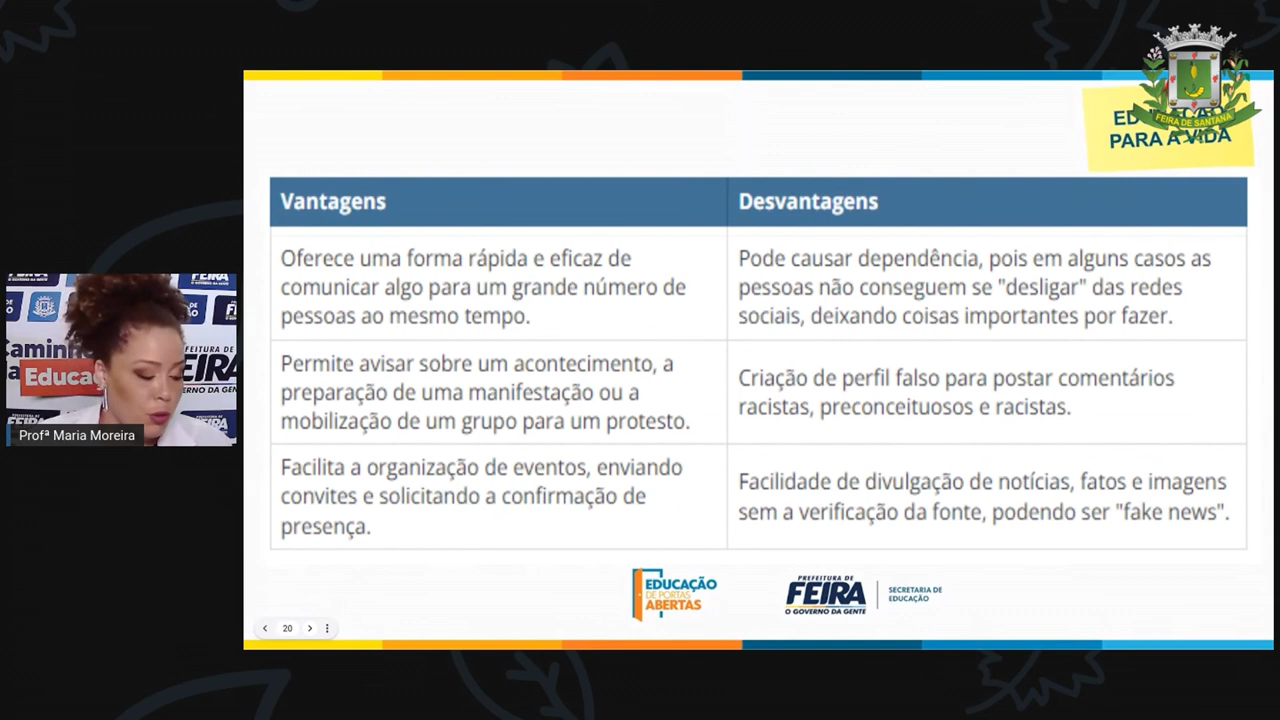 EDUCAÇÃO
PARA A VIDA
FEIRA DE SANTANA
Vantagens
Desvantagens
Oferece uma forma rápida e eficaz de
comunicar algo para um grande número de
pessoas ao mesmo tempo.
Pode causar dependência, pois em alguns casos as
pessoas não conseguem se "desligar" das redes
sociais, deixando coisas importantes por fazer.
Permite avisar sobre um acontecimento, a
preparação de uma manifestação ou a
mobilização de um grupo para um protesto.
Criação de perfil falso para postar comentários
racistas, preconceituosos e racistas.
Facilita a organização de eventos, enviando
convites e solicitando a confirmação de
presença.
Facilidade de divulgação de notícias, fatos e imagens
sem a verificação da fonte, podendo ser "fake news".
Profª Maria Moreira
EDUCAÇÃO
DE PORTAS
ABERTAS
PREFEITURA DE
FEIRA
O GOVERNO DA GENTE
SECRETARIA DE
EDUCAÇÃO
20